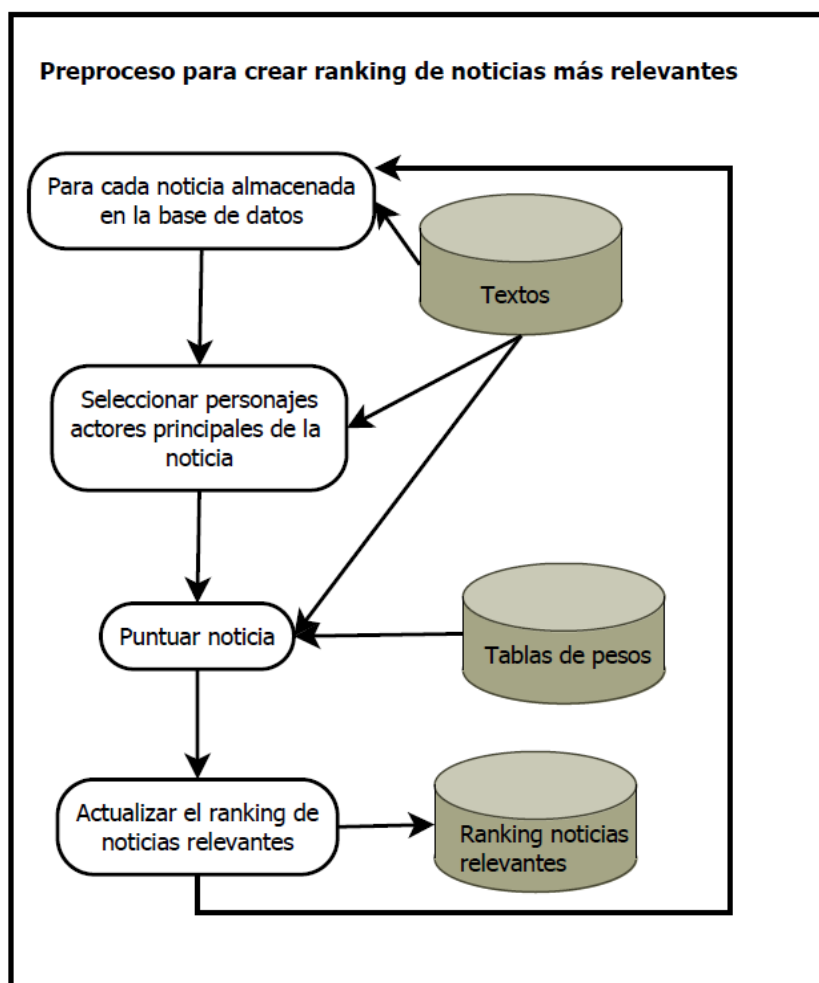 Preproceso para crear ranking de noticias más relevantes
Para cada noticia almacenada
en la base de datos
Textos
Seleccionar personajes
actores principales de la
noticia
Puntuar noticia
Tablas de pesos
Actualizar el ranking de
noticias relevantes
Ranking noticias
relevantes